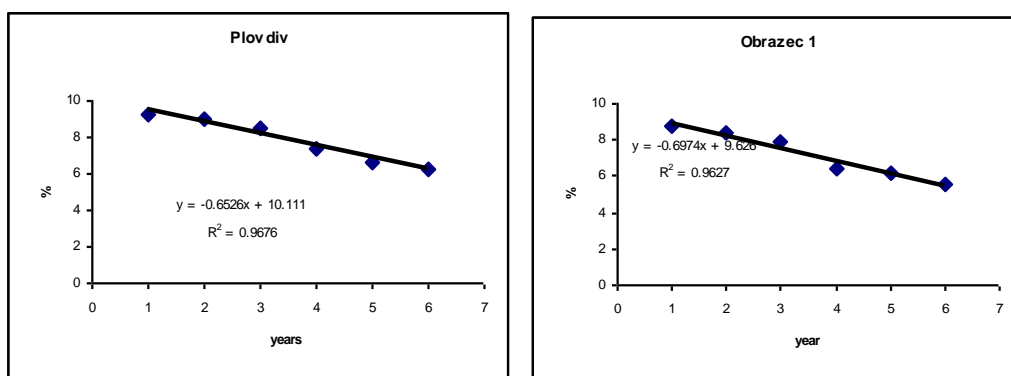 Plovdiv
10
8
6
4
2
0
%
y = -0.6526x + 10.111
R² = 0.9676
0 1 2 3 4 5 6 7
years
Obrazec 1
10
8
6
4
2
0
%
y = -0.6974x + 9.626
R² = 0.9627
0 1 2 3 4 5 6 7
year